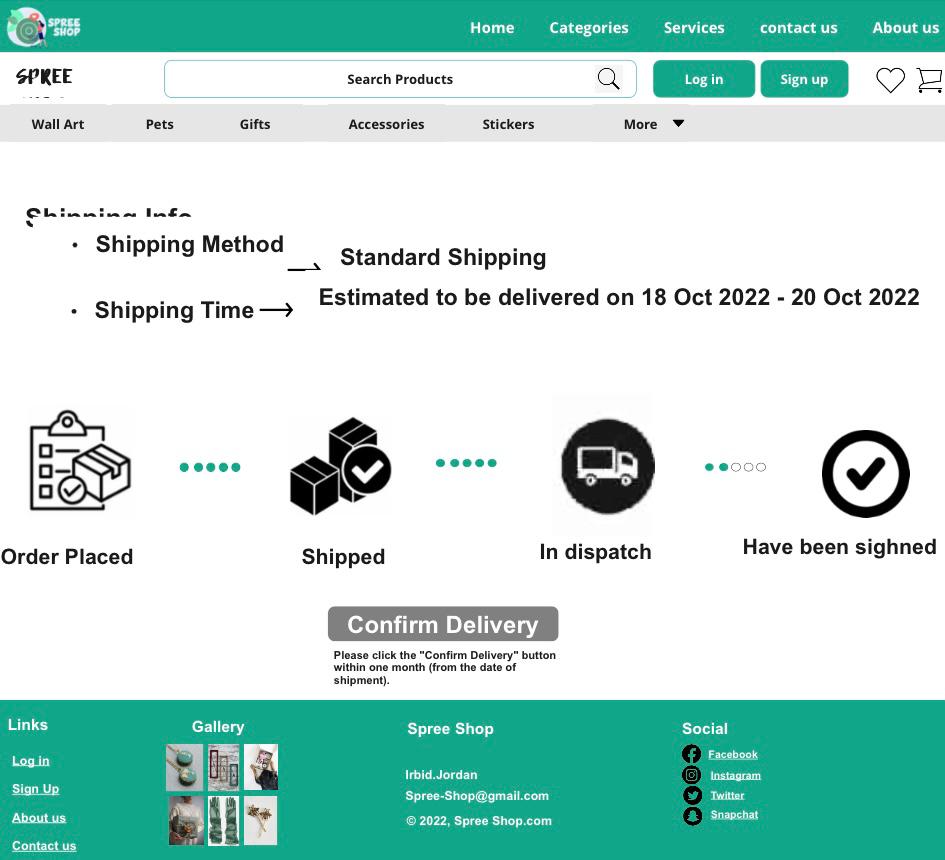 SPREE
SHOP
Home Categories Services contact us About us
SPREE
Search Products
Log in Sign up
Wall Art Pets Gifts Accessories Stickers More
Shipping Info
• Shipping Method
Standard Shipping
Estimated to be delivered on 18 Oct 2022 - 20 Oct 2022
• Shipping Time
Order Placed Shipped In dispatch Have been sighned
Confirm Delivery
Please click the "Confirm Delivery" button
within one month (from the date of
shipment).
Links
Log in
Sign Up
About us
Contact us
Gallery
Spree Shop
Irbid.Jordan
Spree-Shop@gmail.com
© 2022, Spree Shop.com
Social
Facebook
Instagram
Twitter
Snapchat